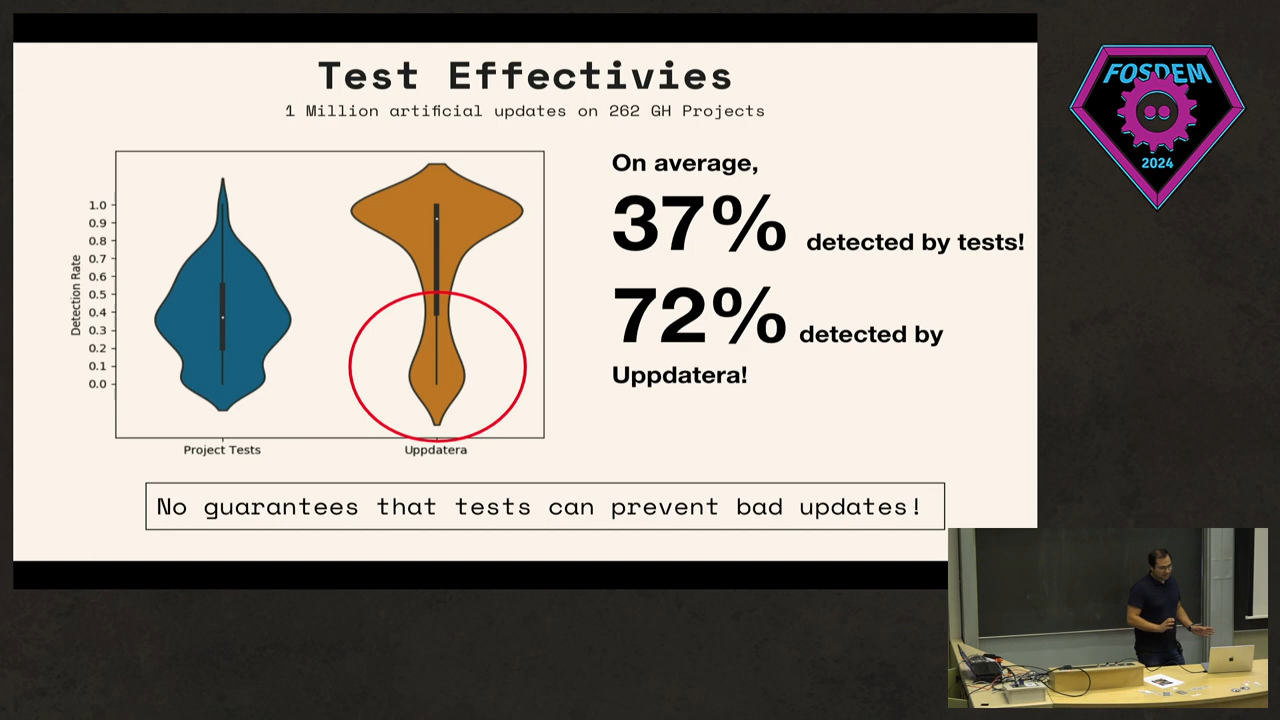 Test Effectivies
1 Million artificial updates on 262 GH Projects
FOSDEM
2024
On average,
37% detected by tests!
72% detected by
Uppdatera!
Detection Rate
1.0
0.9
0.8
0.7
0.6
0.5
0.4
0.3
0.2
0.1
0.0
Project Tests
Uppdatera
No guarantees that tests can prevent bad updates!